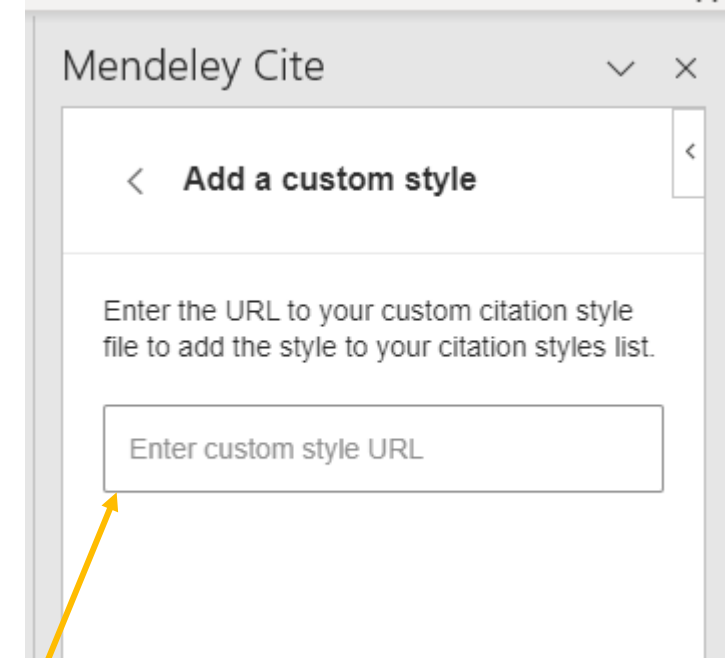 Mendeley Cite
Add a custom style
Enter the URL to your custom citation style
file to add the style to your citation styles list.
Enter custom style URL